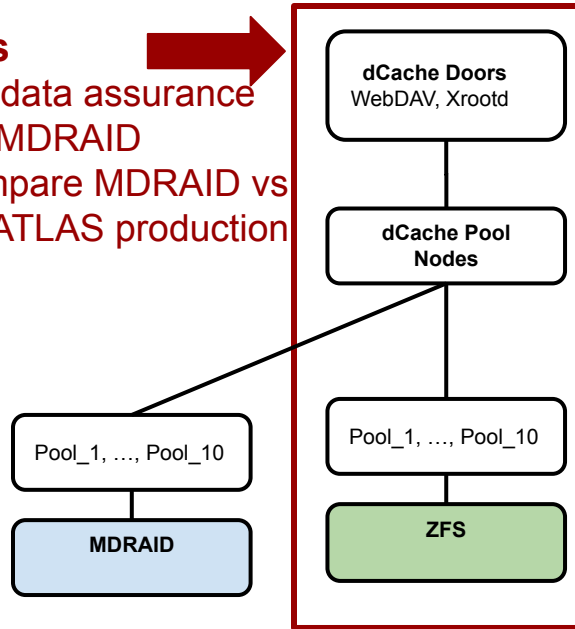 s
data assurance
MDRAID
mpare MDRAID vs
ATLAS production
dCache Doors
WebDAV, Xrootd
dCache Pool
Nodes
Pool_1, …, Pool_10
Pool_1, …, Pool_10
MDRAID
ZFS